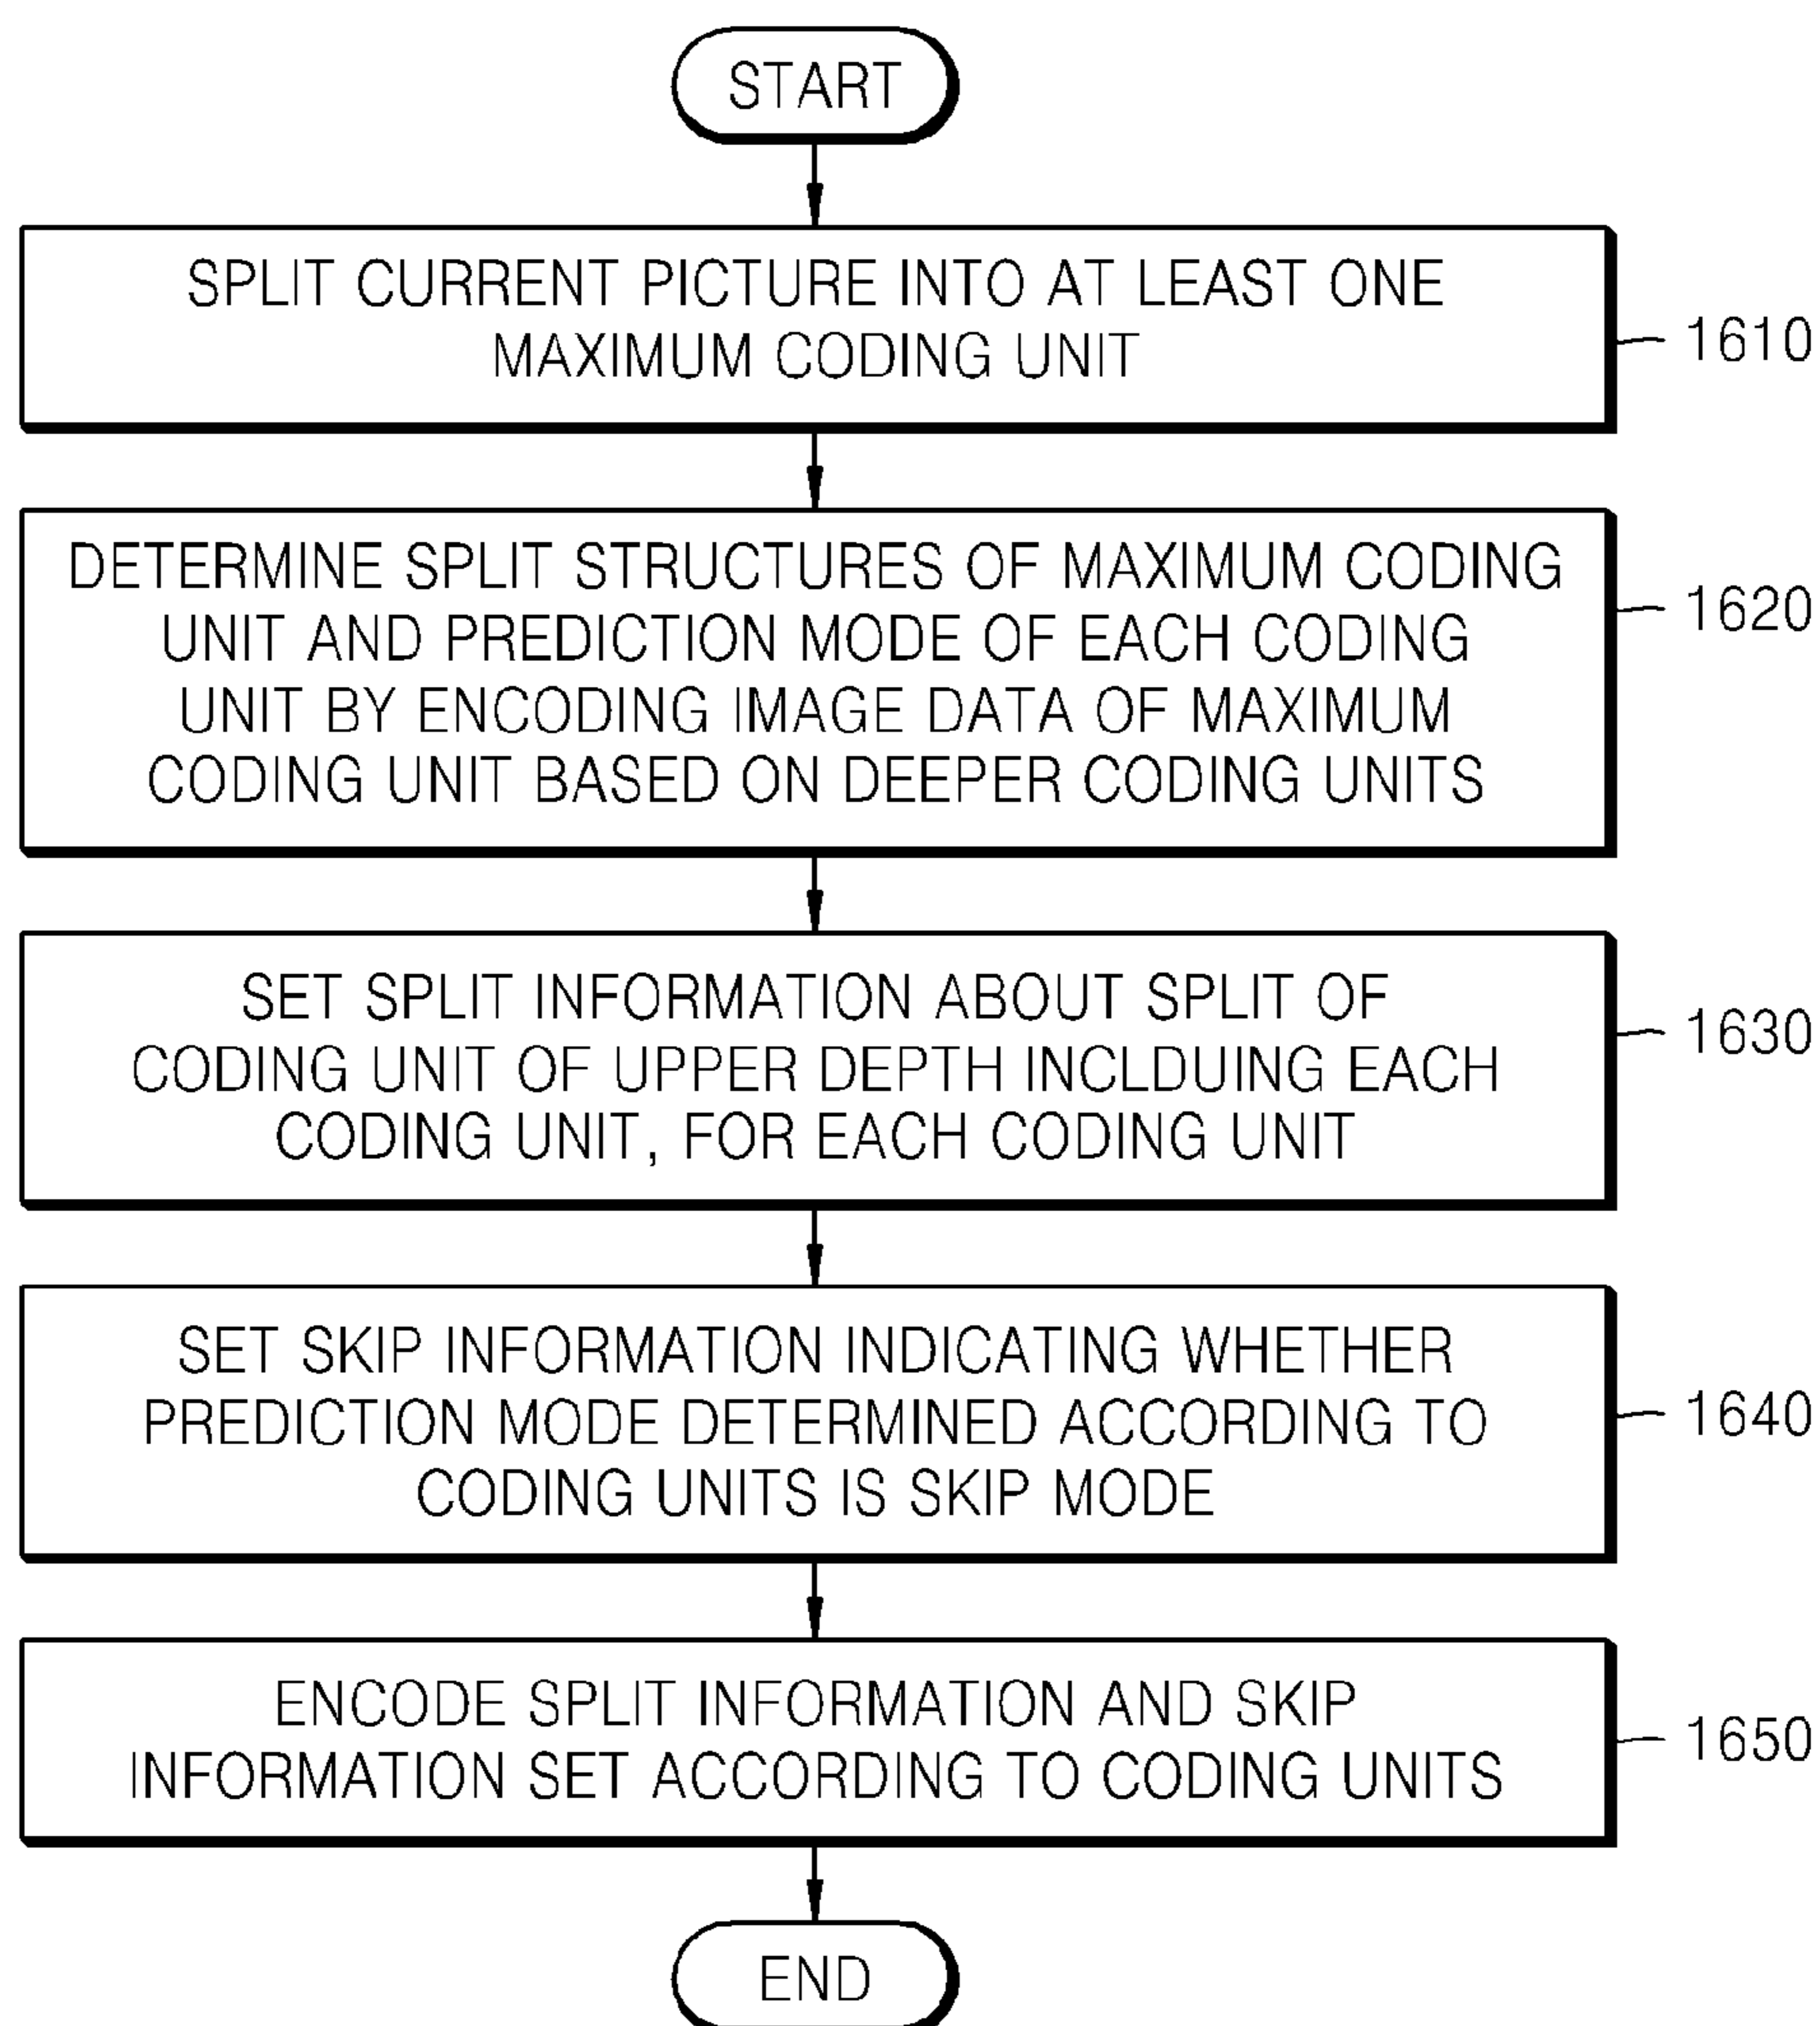 START
SPLIT CURRENT PICTURE INTO AT LEAST ONE
MAXIMUM CODING UNIT
1610
DETERMINE SPLIT STRUCTURES OF MAXIMUM CODING
UNIT AND PREDICTION MODE OF EACH CODING
UNIT BY ENCODING IMAGE DATA OF MAXIMUM
CODING UNIT BASED ON DEEPER CODING UNITS
1620
SET SPLIT INFORMATION ABOUT SPLIT OF
CODING UNIT OF UPPER DEPTH INCLDUING EACH
CODING UNIT, FOR EACH CODING UNIT
1630
SET SKIP INFORMATION INDICATING WHETHER
PREDICTION MODE DETERMINED ACCORDING TO
CODING UNITS IS SKIP MODE
1640
ENCODE SPLIT INFORMATION AND SKIP
INFORMATION SET ACCORDING TO CODING UNITS
1650
END